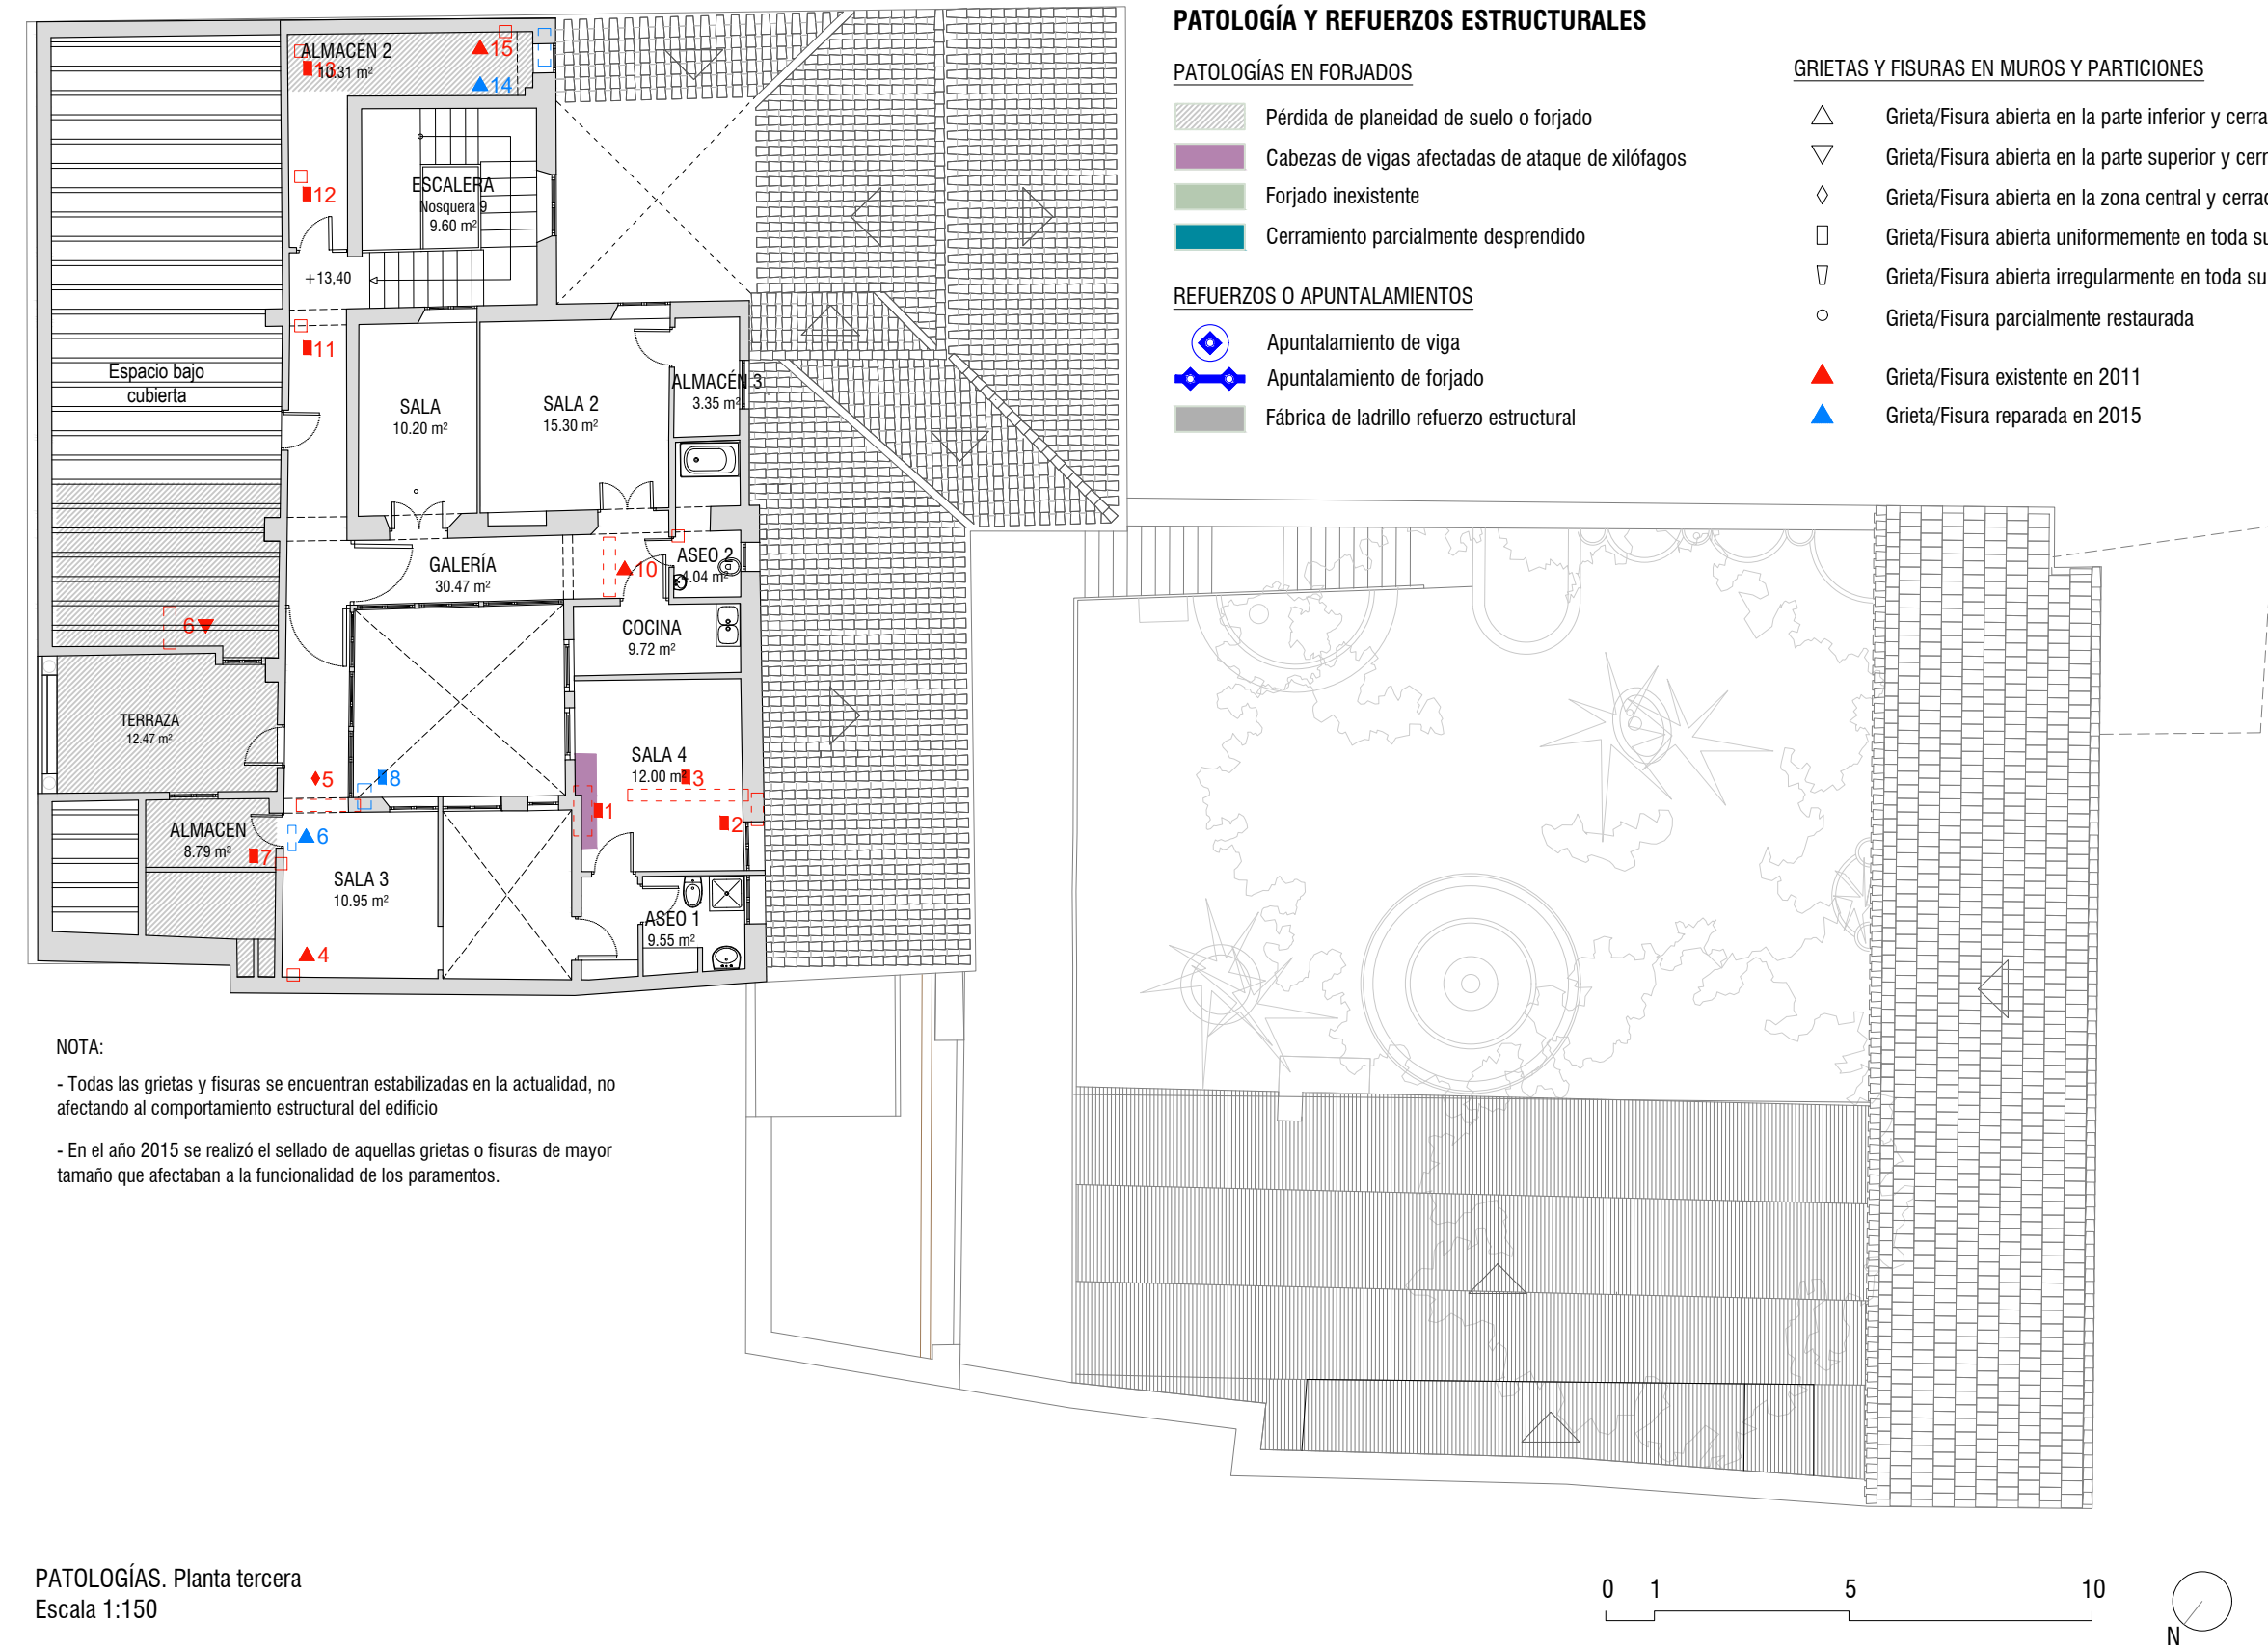 PATOLOGÍA Y REFUERZOS ESTRUCTURALES
PATOLOGÍAS EN FORJADOS
Pérdida de planeidad de suelo o forjado
Cabezas de vigas afectadas de ataque de xilófagos
Forjado inexistente
Cerramiento parcialmente desprendido
REFUERZOS O APUNTALAMIENTOS
Apuntalamiento de viga
Apuntalamiento de forjado
Fábrica de ladrillo refuerzo estructural
GRIETAS Y FISURAS EN MUROS Y PARTICIONES
Grieta/Fisura abierta en la parte inferior y cerra
Grieta/Fisura abierta en la parte superior y cerr
Grieta/Fisura abierta en la zona central y cerrad
Grieta/Fisura abierta uniformemente en toda su
Grieta/Fisura abierta irregularmente en toda su
Grieta/Fisura parcialmente restaurada
Grieta/Fisura existente en 2011
Grieta/Fisura reparada en 2015
ALMACÉN 2
10.31 m²
13
15
14
12
ESCALERA
Nosquera 9
9.60 m²
+13,40
11
Espacio bajo
cubierta
SALA
10.20 m²
SALA 2
15.30 m²
ALMACÉN 3
3.35 m²
GALERÍA
30.47 m²
10
ASEO 2
4.04 m²
6
COCINA
9.72 m²
TERRAZA
12.47 m²
SALA 4
12.00 m²
5
8
3
1
2
ALMACEN
8.79 m²
7
6
SALA 3
10.95 m²
4
ASEO 1
9.55 m²
NOTA:
- Todas las grietas y fisuras se encuentran estabilizadas en la actualidad, no
afectando al comportamiento estructural del edificio
- En el año 2015 se realizó el sellado de aquellas grietas o fisuras de mayor
tamaño que afectaban a la funcionalidad de los paramentos.
PATOLOGÍAS. Planta tercera
Escala 1:150
0 1 5 10
N